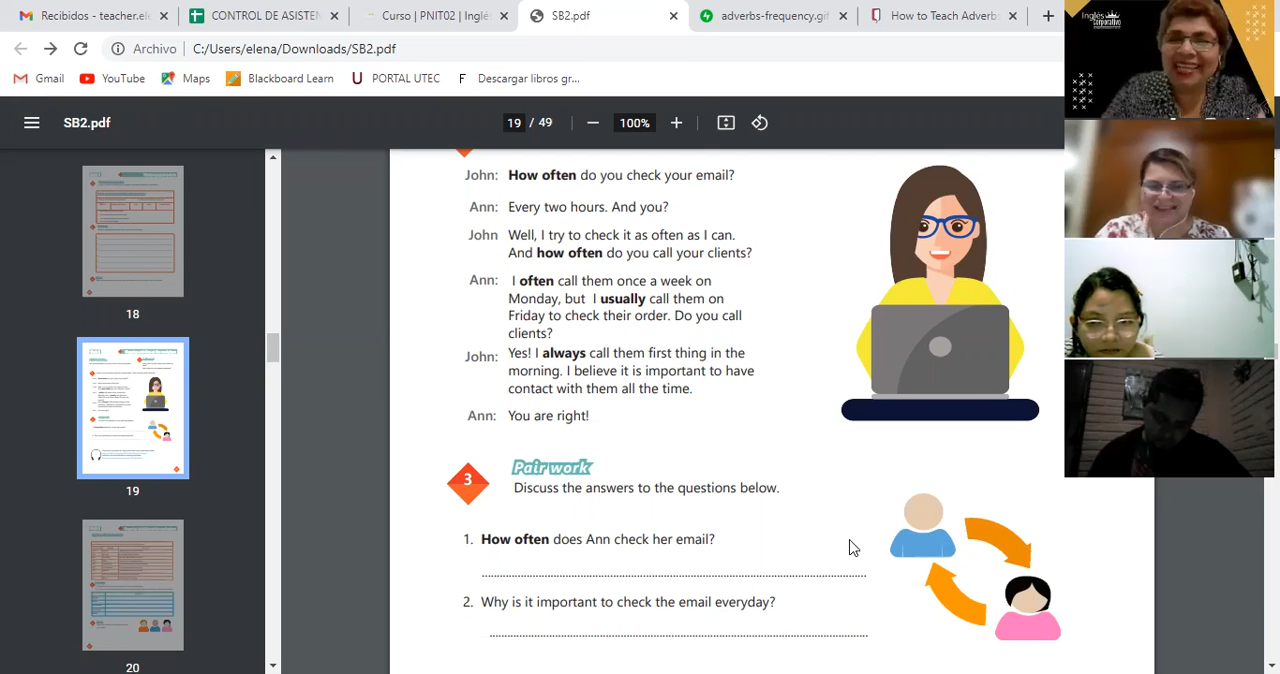 Recibidos - teacher.ele
CONTROL DE ASISTEN
Curso | PNIT02 | Inglés
SB2.pdf
adverbs-frequency.gif
How to Teach Adverbs
Archivo
C:/Users/elena/Downloads/SB2.pdf
Gmail
YouTube
Maps
Blackboard Learn
PORTAL UTEC
Descargar libros gr...
SB2.pdf
19 / 49
100%
Inglés
corporativo
18
19
20
John: How often do you check your email?
Ann: Every two hours. And you?
John Well, I try to check it as often as I can.
And how often do you call your clients?
Ann: I often call them once a week on
Monday, but I usually call them on
Friday to check their order. Do you call
clients?
John: Yes! I always call them first thing in the
morning. I believe it is important to have
contact with them all the time.
Ann: You are right!
3
Pair work
Discuss the answers to the questions below.
1. How often does Ann check her email?
2. Why is it important to check the email everyday?